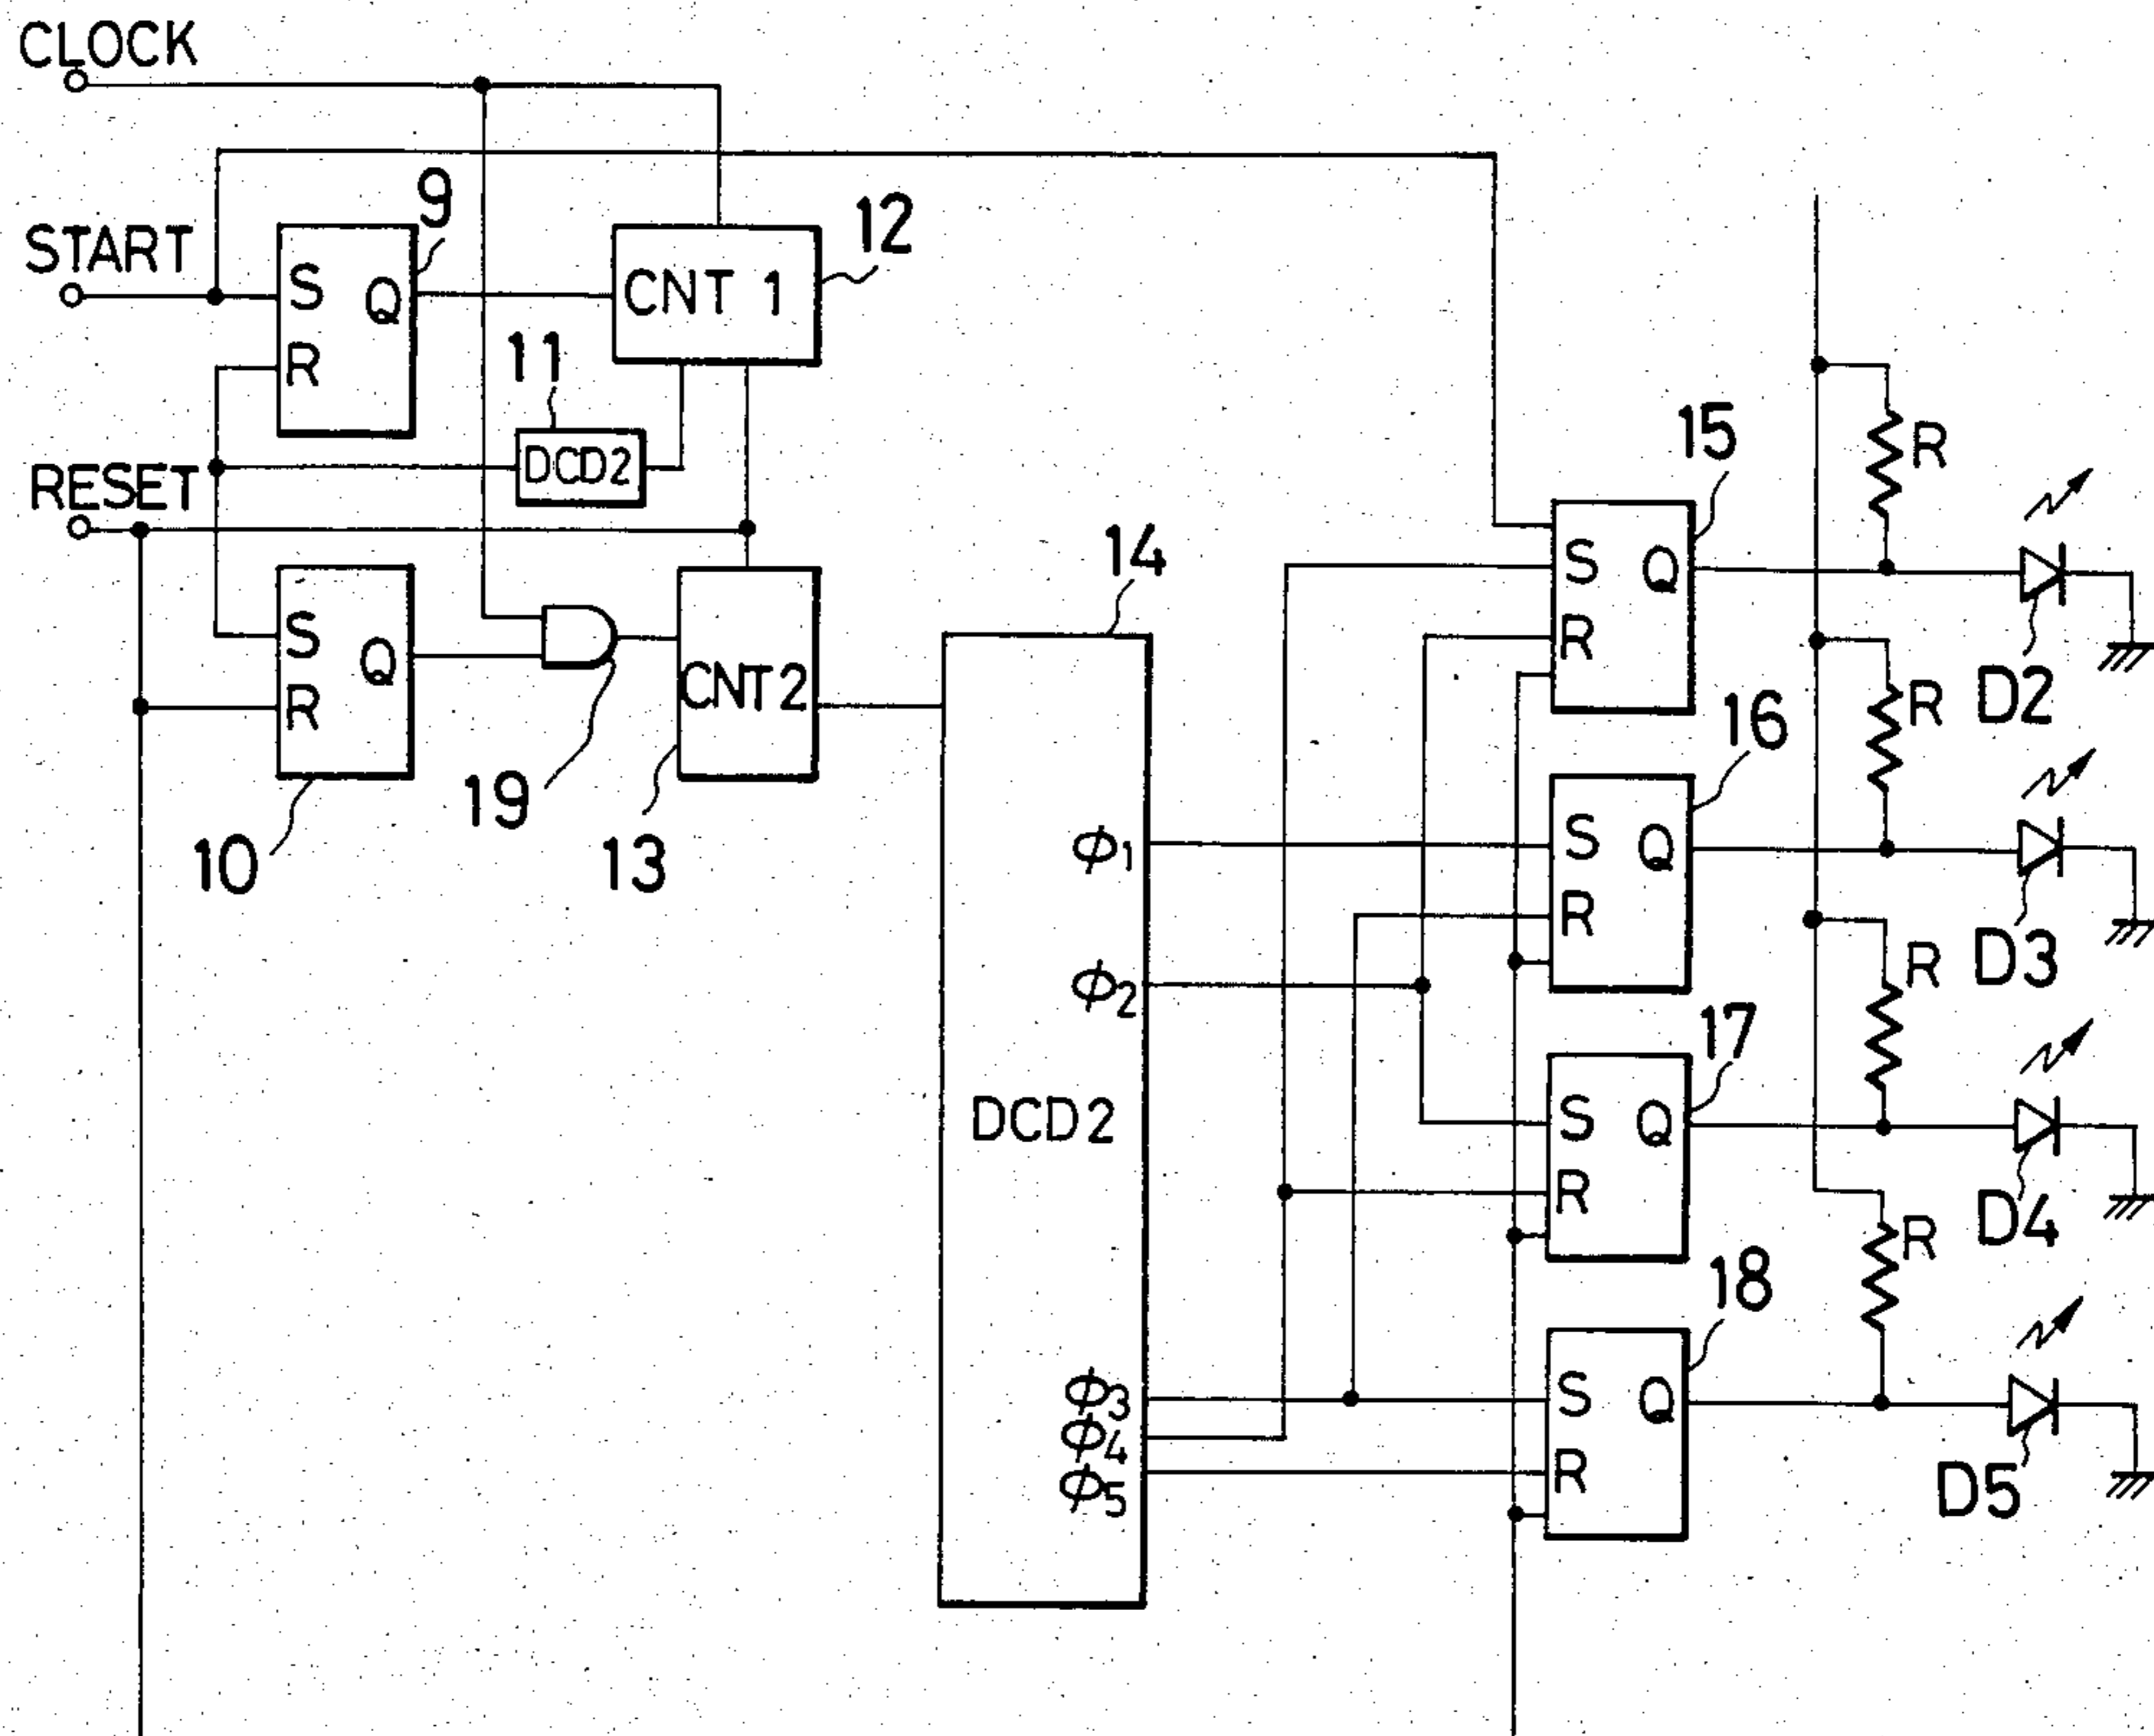 CLOCK
START
S
Q
R
9
CNT 1
12
11
DCD2
RESET
S
Q
R
10
19
CNT2
13
14
DCD2
ϕ1
ϕ2
ϕ3
ϕ4
ϕ5
15
S
Q
R
R
D2
16
S
Q
R
R
D3
17
S
Q
R
R
D4
18
S
Q
R
R
D5